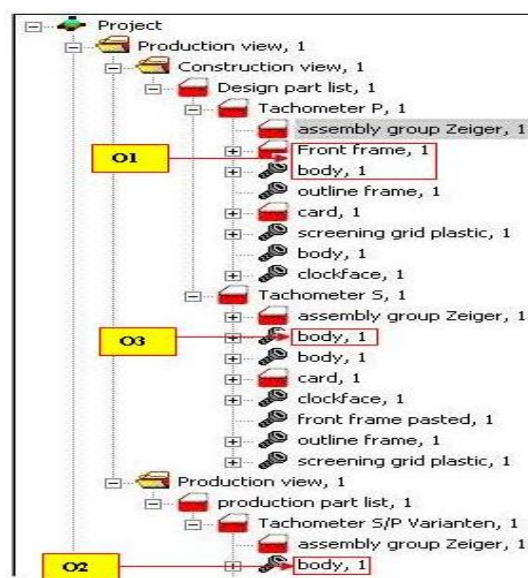 Project
Production view, 1
Construction view, 1
Design part list, 1
Tachometer P, 1
assembly group Zeiger, 1
O1
Front frame, 1
body, 1
outline frame, 1
card, 1
screening grid plastic, 1
body, 1
clockface, 1
Tachometer S, 1
assembly group Zeiger, 1
O3
body, 1
body, 1
card, 1
clockface, 1
front frame pasted, 1
outline frame, 1
screening grid plastic, 1
Production view, 1
production part list, 1
Tachometer S/P Varianten, 1
assembly group Zeiger, 1
O2
body, 1